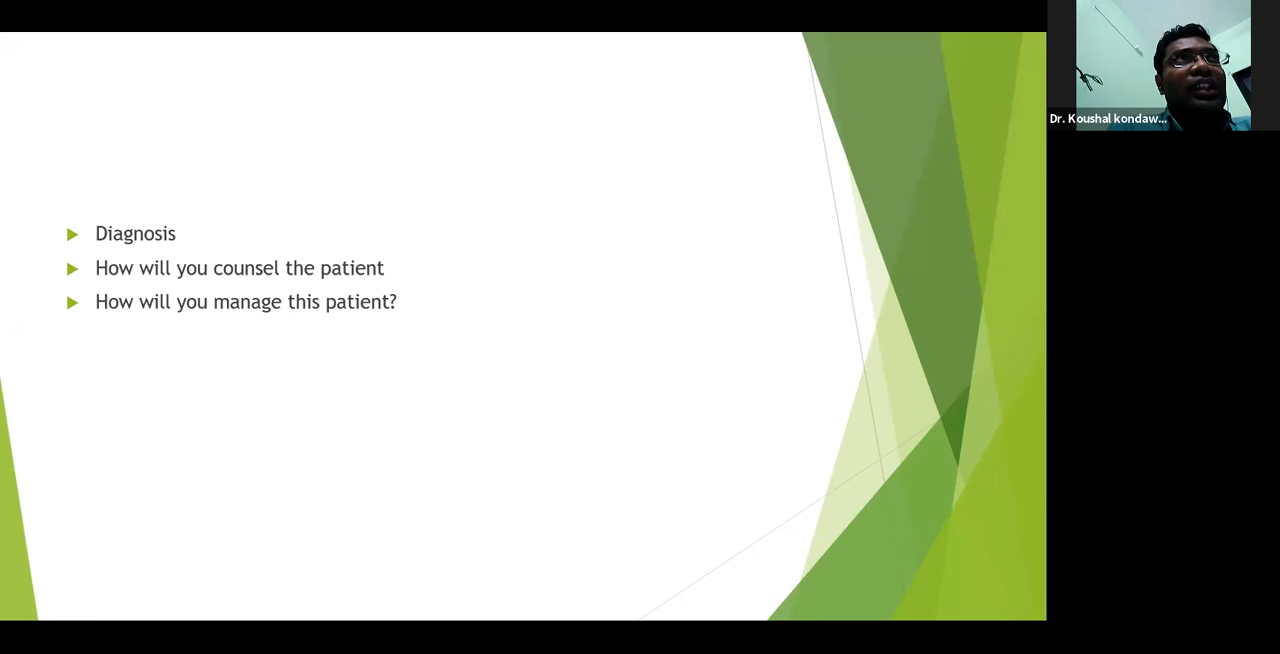 Diagnosis
How will you counsel the patient
How will you manage this patient?
Dr. Koushal kondaw...